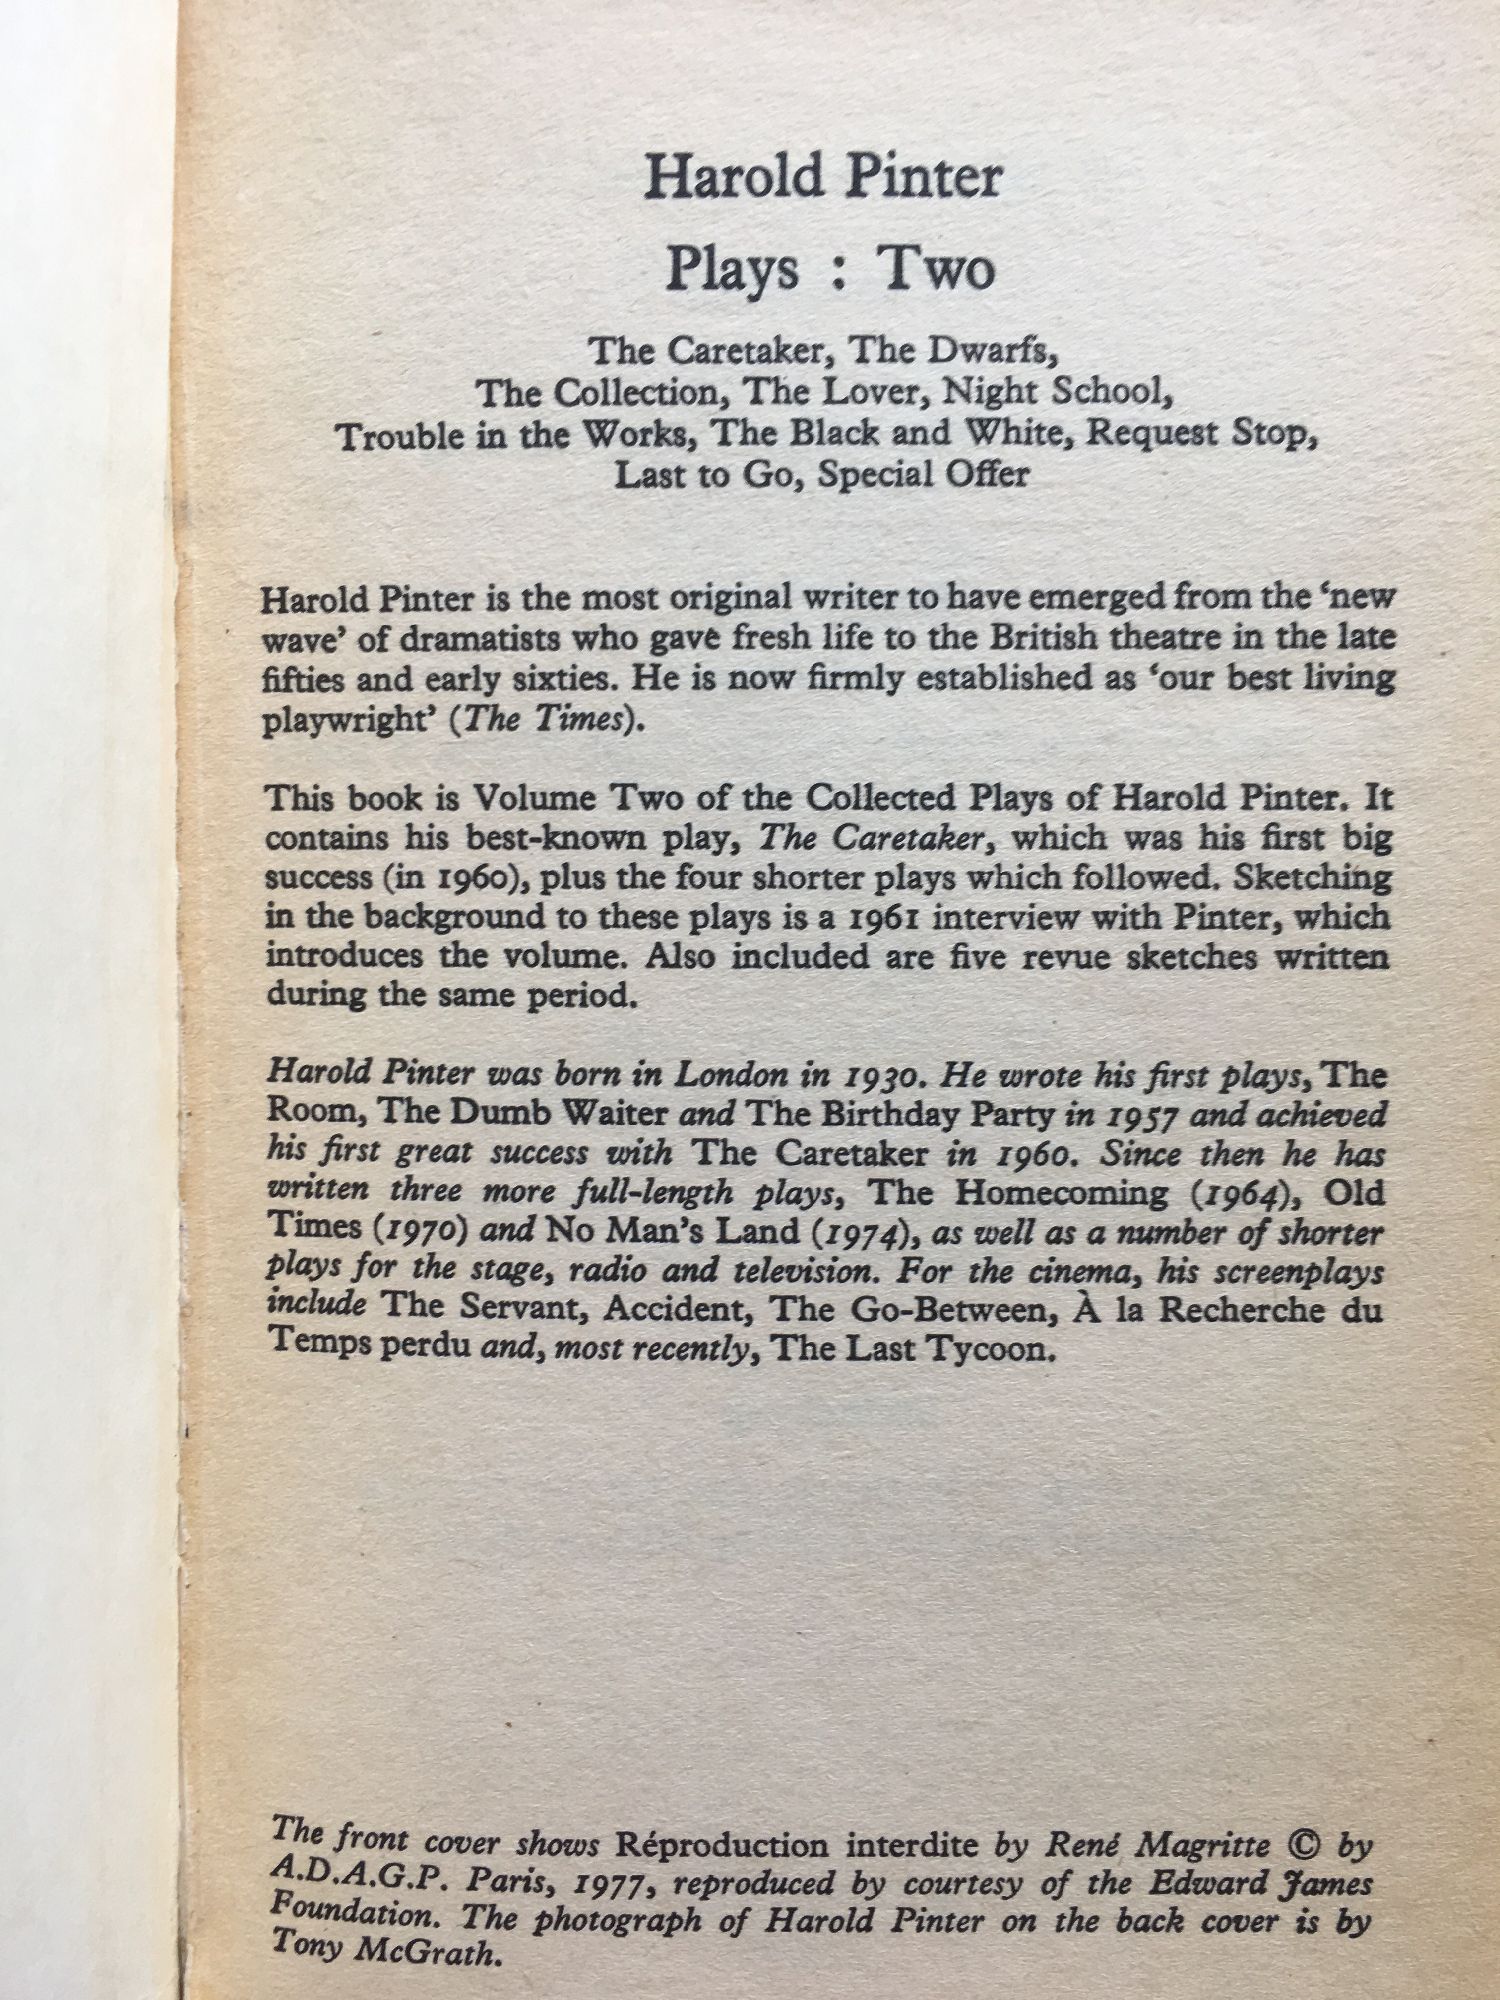 Harold Pinter
Plays : Two
The Caretaker, The Dwarfs,
The Collection, The Lover, Night School,
Trouble in the Works, The Black and White, Request Stop,
Last to Go, Special Offer
Harold Pinter is the most original writer to have emerged from the ‘new
wave’ of dramatists who gave fresh life to the British theatre in the late
fifties and early sixties. He is now firmly established as ‘our best living
playwright’ (The Times).
This book is Volume Two of the Collected Plays of Harold Pinter. It
contains his best-known play, The Caretaker, which was his first big
success (in 1960), plus the four shorter plays which followed. Sketching
in the background to these plays is a 1961 interview with Pinter, which
introduces the volume. Also included are five revue sketches written
during the same period.
Harold Pinter was born in London in 1930. He wrote his first plays, The
Room, The Dumb Waiter and The Birthday Party in 1957 and achieved
his first great success with The Caretaker in 1960. Since then he has
written three more full-length plays, The Homecoming (1964), Old
Times (1970) and No Man’s Land (1974), as well as a number of shorter
plays for the stage, radio and television. For the cinema, his screenplays
include The Servant, Accident, The Go-Between, À la Recherche du
Temps perdu and, most recently, The Last Tycoon.
The front cover shows Réproduction interdite by René Magritte © by
A.D.A.G.P. Paris, 1977, reproduced by courtesy of the Edward James
Foundation. The photograph of Harold Pinter on the back cover is by
Tony McGrath.